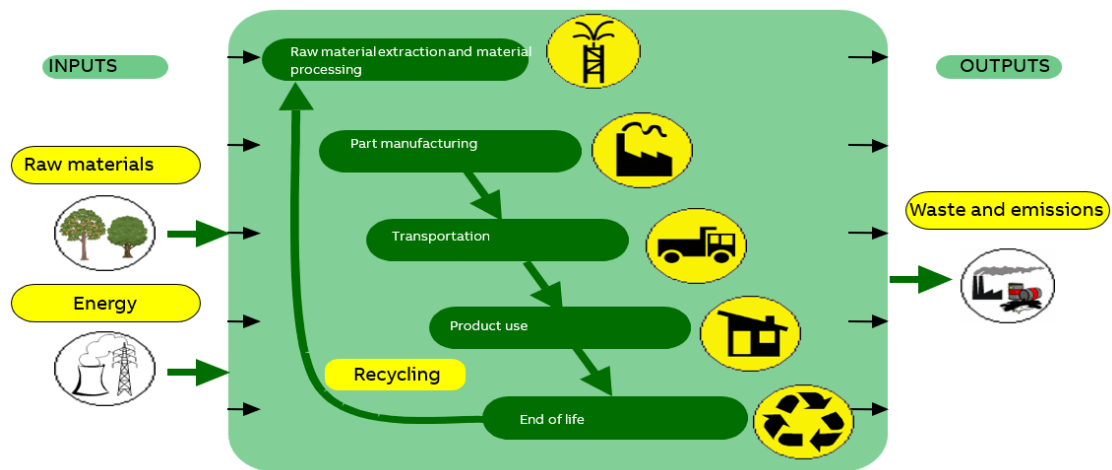 INPUTS
Raw material extraction and material
processing
OUTPUTS
Raw materials
Part manufacturing
Waste and emissions
Transportation
Energy
Product use
Recycling
End of life